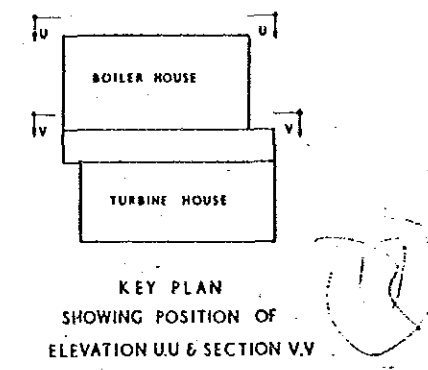 U U
BOILER HOUSE
V V
TURBINE HOUSE
KEY PLAN
SHOWING POSITION OF
ELEVATION U.U & SECTION V.V